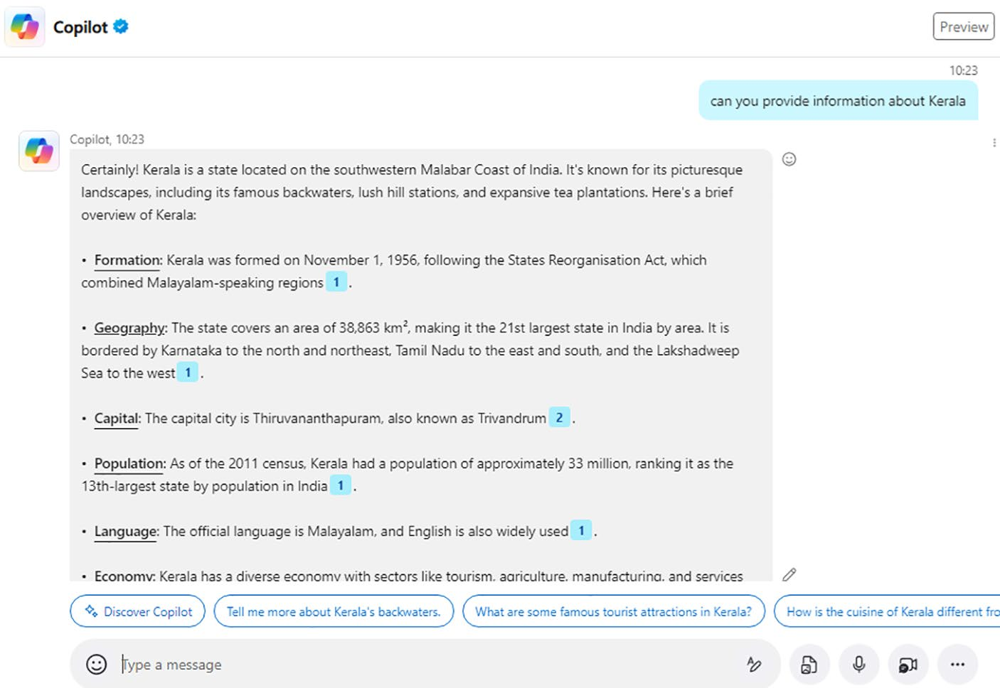 Copilot
Preview
10:23
can you provide information about Kerala
Copilot, 10:23
Certainly! Kerala is a state located on the southwestern Malabar Coast of India. It's known for its picturesque
landscapes, including its famous backwaters, lush hill stations, and expansive tea plantations. Here's a brief
overview of Kerala:
• Formation: Kerala was formed on November 1, 1956, following the States Reorganisation Act, which
combined Malayalam-speaking regions 1 .
• Geography: The state covers an area of 38,863 km², making it the 21st largest state in India by area. It is
bordered by Karnataka to the north and northeast, Tamil Nadu to the east and south, and the Lakshadweep
Sea to the west 1 .
• Capital: The capital city is Thiruvananthapuram, also known as Trivandrum 2 .
• Population: As of the 2011 census, Kerala had a population of approximately 33 million, ranking it as the
13th-largest state by population in India 1 .
• Language: The official language is Malayalam, and English is also widely used 1 .
• Economy: Kerala has a diverse economy with sectors like tourism, agriculture, manufacturing, and services
Discover Copilot
Tell me more about Kerala's backwaters.
What are some famous tourist attractions in Kerala?
How is the cuisine of Kerala different fro
Type a message